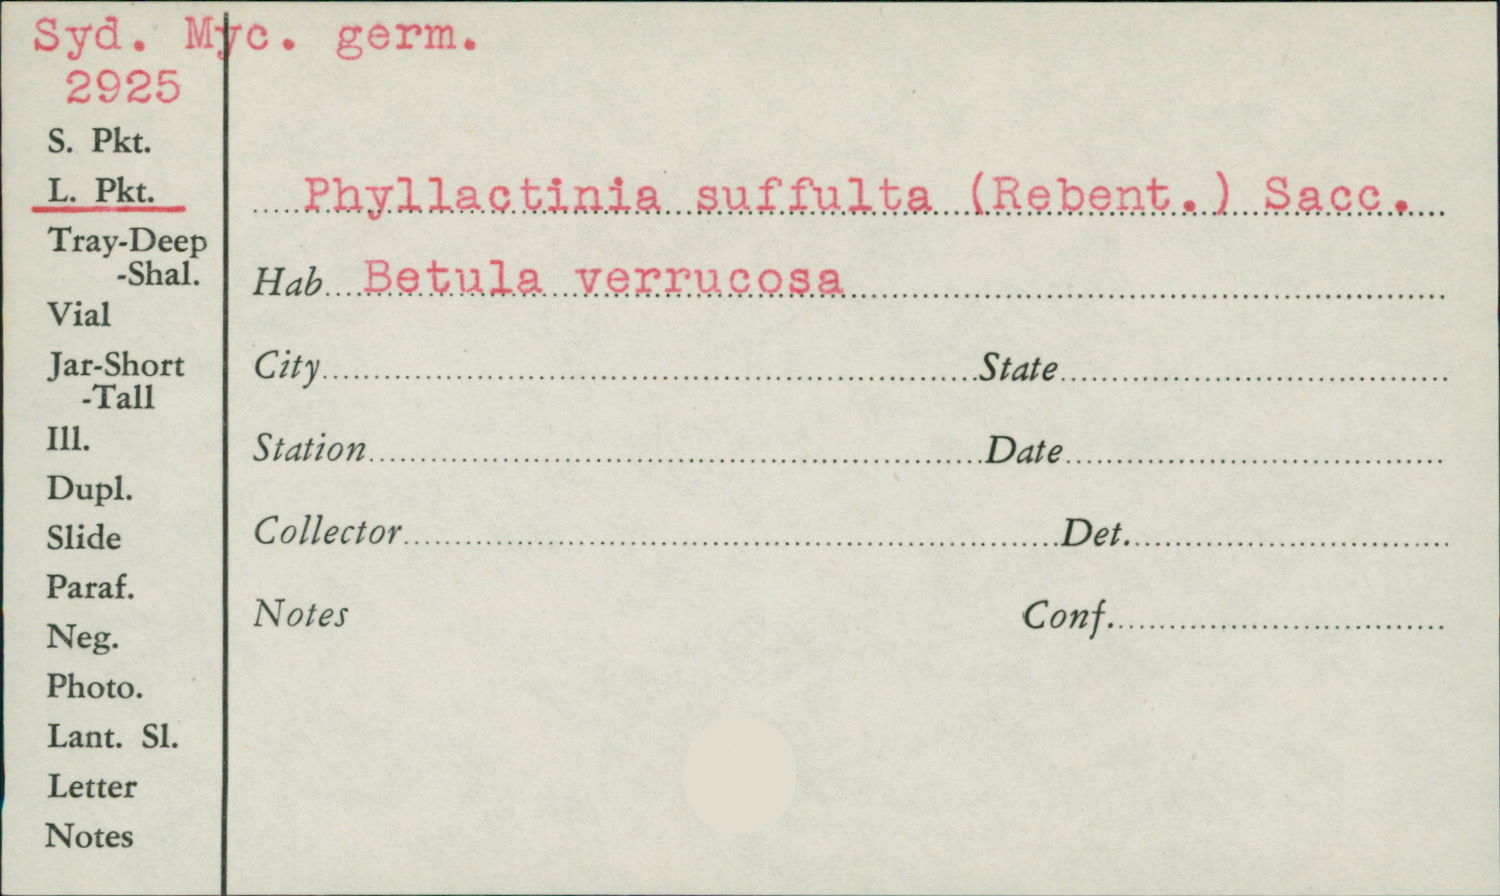 Syd. Myc. germ.
2925
S. Pkt.
L. Pkt.
Tray-Deep
-Shal.
Vial
Jar-Short
-Tall
Ill.
Dupl.
Slide
Paraf.
Neg.
Photo.
Lant. Sl.
Letter
Notes
Phyllactinia suffulta (Rebent.) Sacc.
Hab Betula verrucosa
City State
Station Date
Collector Det.
Notes Conf.